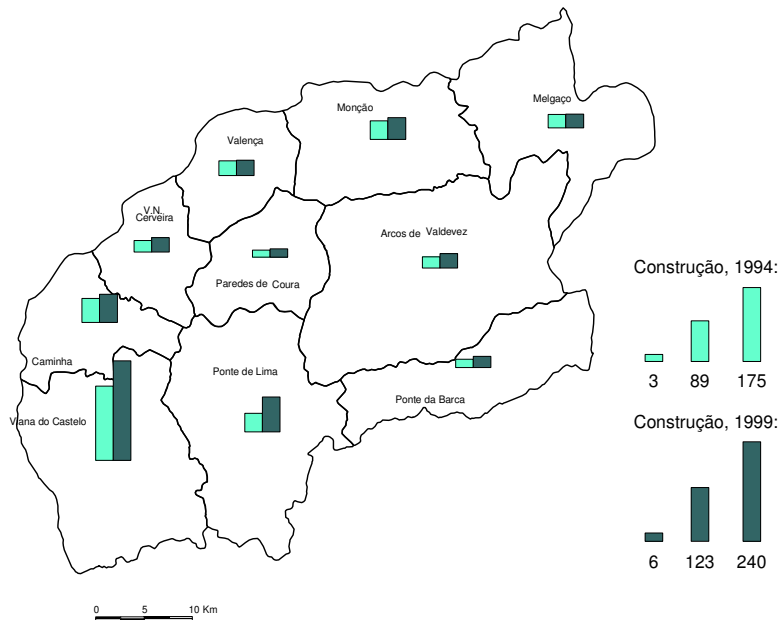 Melgaço
Monção
Valença
V.N.
Cerveira
Arcos de Valdevez
Paredes de Coura
Caminha
Ponte de Lima
Ponte da Barca
Viana do Castelo
Construção, 1994:
3 89 175
Construção, 1999:
6 123 240
0 5 10 Km